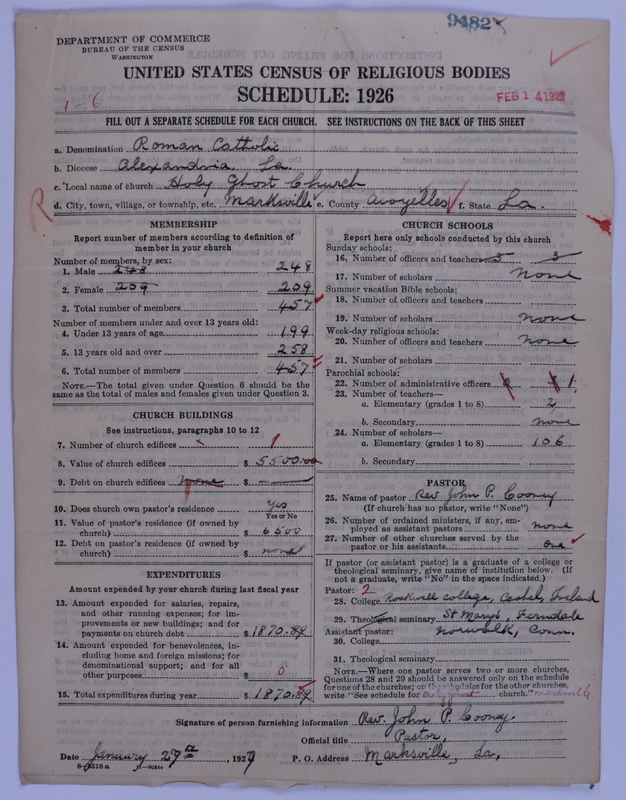 9482
DEPARTMENT OF COMMERCE
BUREAU OF THE CENSUS
WASHINGTON
UNITED STATES CENSUS OF RELIGIOUS BODIES
SCHEDULE: 1926
FEB 14 1927
1-6
FILL OUT A SEPARATE SCHEDULE FOR EACH CHURCH. SEE INSTRUCTIONS ON THE BACK OF THIS SHEET
a. Denomination Roman Catholic
b. Diocese Alexandria, La.
c. Local name of church Holy Ghost Church
R
d. City, town, village, or township, etc. Marksville e. County Avoyelles f. State La.
MEMBERSHIP
Report number of members according to definition of
member in your church
Number of members, by sex:
1. Male 248 248
2. Female 209 209
3. Total number of members 457
Number of members under and over 13 years old:
4. Under 13 years of age 199
5. 13 years old and over 258
6. Total number of members 457
NOTE.—The total given under Question 6 should be
same as the total of males and females given under Question 3.
CHURCH BUILDINGS
See instructions, paragraphs 10 to 12
7. Number of church edifices 1
8. Value of church edifices $ 5500.00
9. Debt on church edifices none $
10. Does church own pastor's residence yes
Yes or No
11. Value of pastor's residence (if owned by
church) $ 6500
12. Debt on pastor's residence (if owned by
church) $ none
EXPENDITURES
Amount expended by your church during last fiscal year
13. Amount expended for salaries, repairs,
and other running expenses; for im-
provements or new buildings; and for
payments on church debt $ 1870.84
14. Amount expended for benevolences, in-
cluding home and foreign missions; for
denominational support; and for all
other purposes $ 0
15. Total expenditures during year $ 1870.84
CHURCH SCHOOLS
Report here only schools conducted by this church
Sunday schools:
16. Number of officers and teachers 3 3
17. Number of scholars None
Summer vacation Bible schools:
18. Number of officers and teachers
19. Number of scholars none
Week-day religious schools:
20. Number of officers and teachers none
21. Number of scholars
Parochial schools:
22. Number of administrative officers 1
23. Number of teachers—
a. Elementary (grades 1 to 8) 2
b. Secondary none
24. Number of scholars—
a. Elementary (grades 1 to 8) 106
b. Secondary
PASTOR
25. Name of pastor Rev. John P. Cooney
(If church has no pastor, write "None")
26. Number of ordained ministers, if any, em-
ployed as assistant pastors none
27. Number of other churches served by the
pastor or his assistants one
If pastor (or assistant pastor) is a graduate of a college or
theological seminary, give name of institution below. (If
not a graduate, write "No" in the space indicated.)
Pastor: 2
28. College Rockwell College, Cashel, Ireland
29. Theological seminary St Marys, Ferndale
Assistant pastor: Norwalk, Conn.
30. College
31. Theological seminary
NOTE.—Where one pastor serves two or more churches,
Questions 28 and 29 should be answered only on the schedule
for one of the churches; on the schedules for the other churches,
write "See schedule for Holy Ghost church." Marksville
Signature of person furnishing information Rev. John P. Cooney
Official title Pastor,
Date January 29th, 1927 P. O. Address Marksville, La.